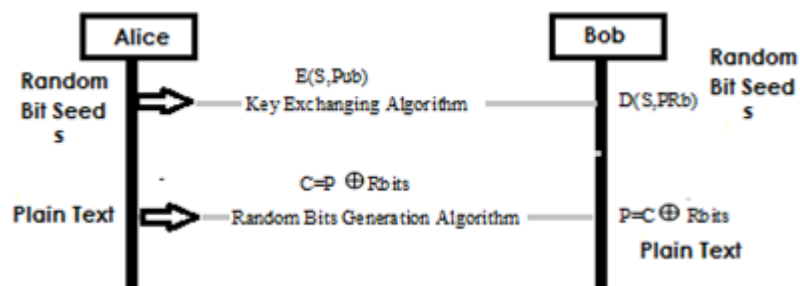 Alice
Bob
Random
Bit Seed
s
E(S,Pub)
Key Exchanging Algorithm
D(S,PRb)
Random
Bit Seed
s
Plain Text
C=P ⊕Rbits
Random Bits Generation Algorithm
P=C ⊕ Rbits
Plain Text